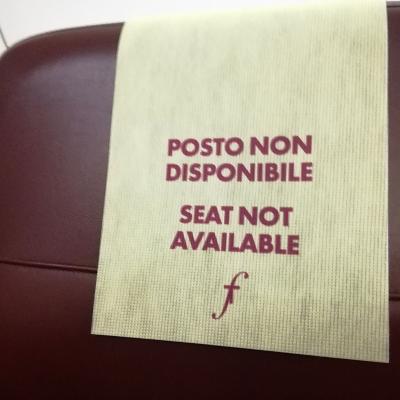 POSTO NON
DISPONIBILE
SEAT NOT
AVAILABLE
f